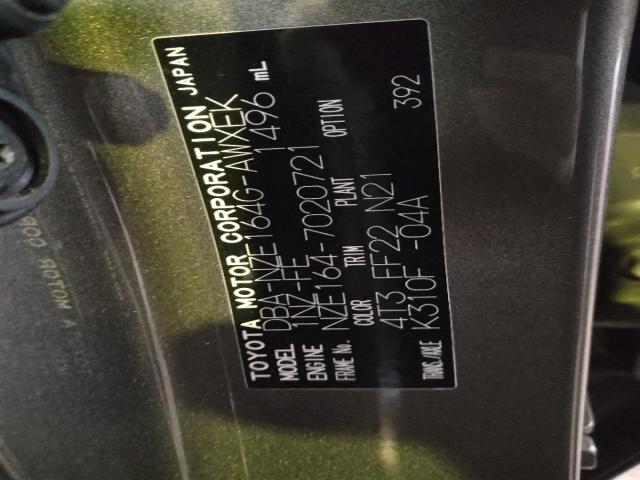 TOYOTA MOTOR CORPORATION JAPAN
MODEL DBA-NZE164G-AWXEK
ENGINE 1NZ-FE 1496 mL
FRAME No. NZE164-7020721
COLOR TRIM PLANT OPTION
4T3 FF22 N21 392
TRANS/AXLE K310F -04A